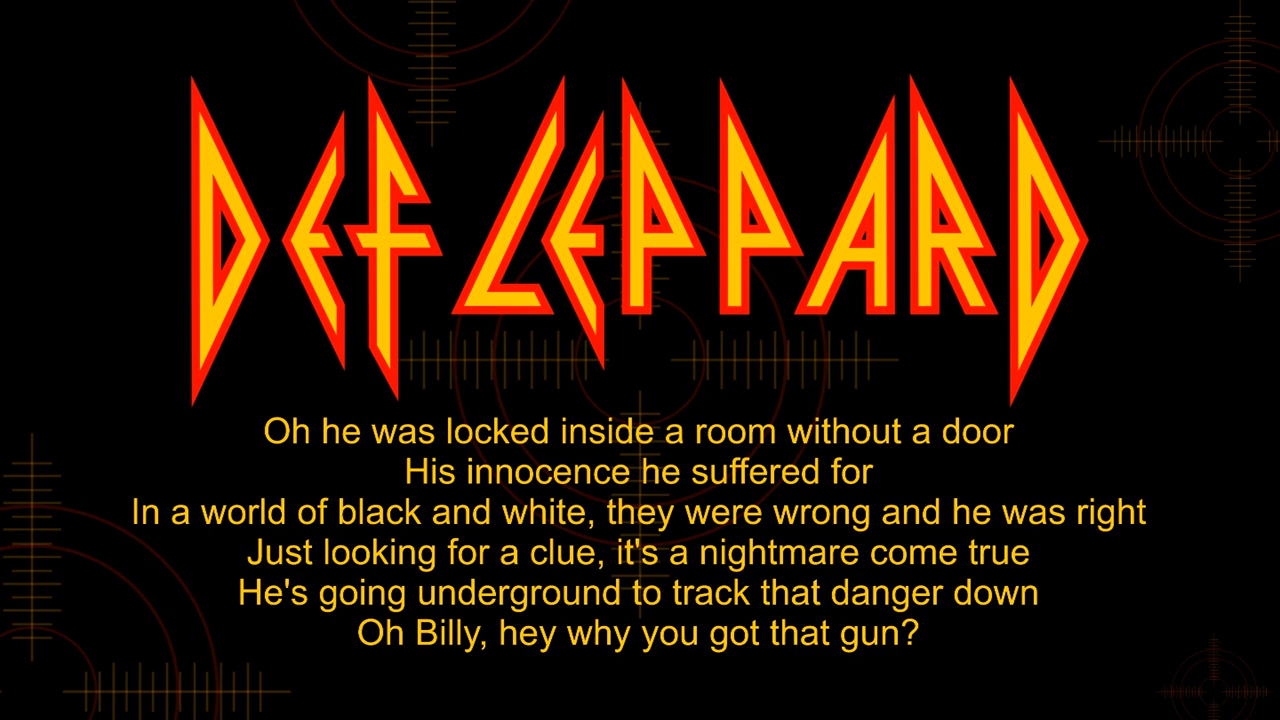 DEF LEPPARD
Oh he was locked inside a room without a door
His innocence he suffered for
In a world of black and white, they were wrong and he was right
Just looking for a clue, it's a nightmare come true
He's going underground to track that danger down
Oh Billy, hey why you got that gun?